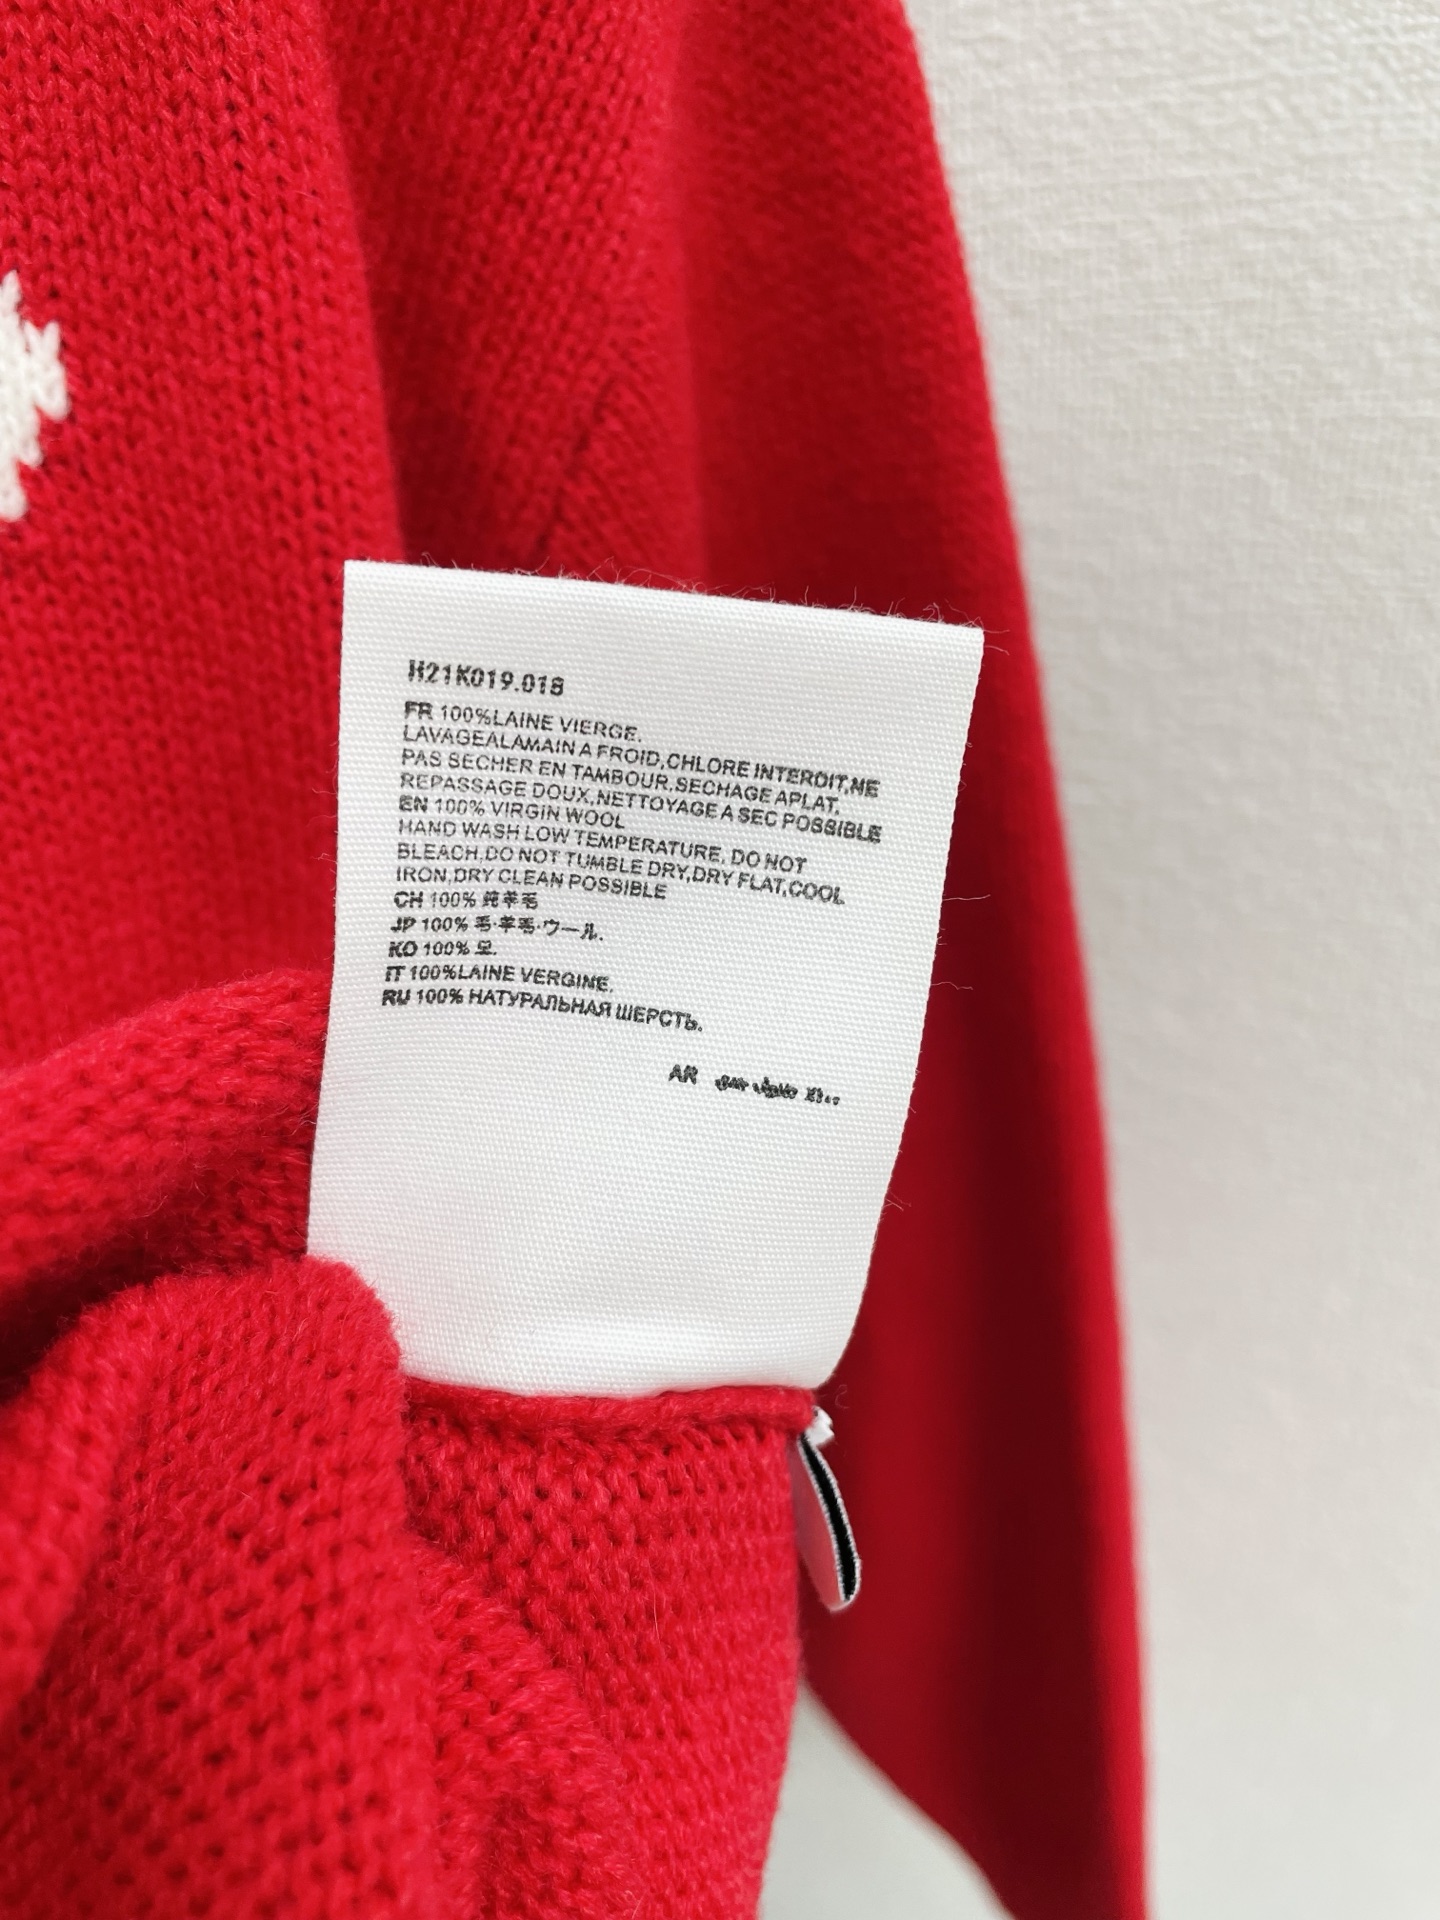 H21K019.018
FR 100%LAINE VIERGE.
LAVAGEALAMAIN A FROID,CHLORE INTERDIT,NE
PAS SECHER EN TAMBOUR,SECHAGE APLAT,
REPASSAGE DOUX,NETTOYAGE A SEC POSSIBLE
EN 100% VIRGIN WOOL
HAND WASH LOW TEMPERATURE, DO NOT
BLEACH,DO NOT TUMBLE DRY,DRY FLAT,COOL
IRON,DRY CLEAN POSSIBLE
CH 100% 纯羊毛
JP 100% 毛·羊毛·ウール.
KO 100% 모.
IT 100%LAINE VERGINE.
RU 100% НАТУРАЛЬНАЯ ШЕРСТЬ.
AR